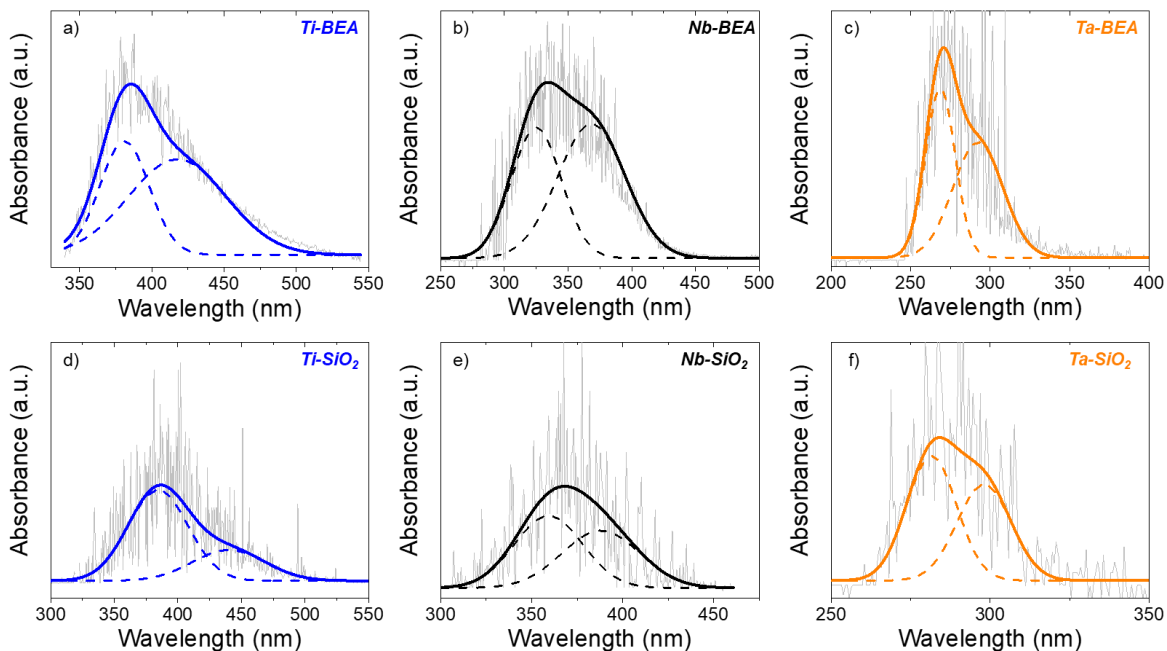 a) Ti-BEA
Absorbance (a.u.)
350 400 450 500 550
Wavelength (nm)
b) Nb-BEA
Absorbance (a.u.)
250 300 350 400 450 500
Wavelength (nm)
c) Ta-BEA
Absorbance (a.u.)
200 250 300 350 400
Wavelength (nm)
d) Ti-SiO₂
Absorbance (a.u.)
300 350 400 450 500 550
Wavelength (nm)
e) Nb-SiO₂
Absorbance (a.u.)
300 350 400 450
Wavelength (nm)
f) Ta-SiO₂
Absorbance (a.u.)
250 300 350
Wavelength (nm)